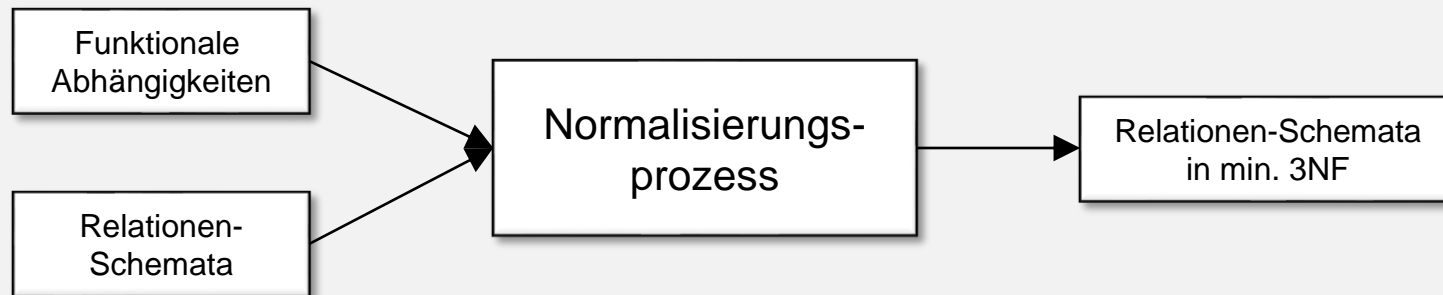 Funktionale
Abhängigkeiten
Relationen-
Schemata
Normalisierungs-
prozess
Relationen-Schemata
in min. 3NF